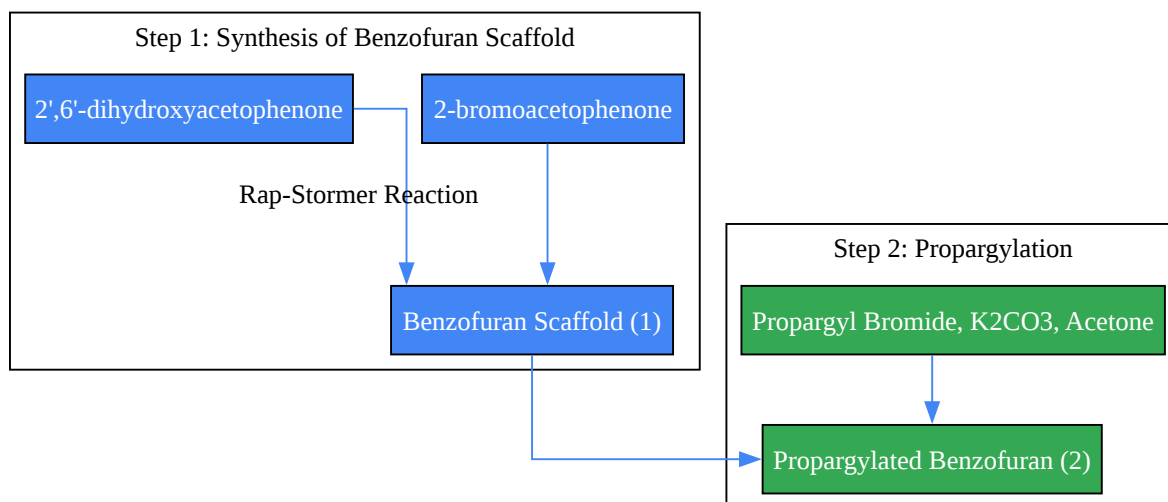 Step 1: Synthesis of Benzofuran Scaffold
2',6'-dihydroxyacetophenone
2-bromoacetophenone
Rap-Stormer Reaction
Benzofuran Scaffold (1)
Step 2: Propargylation
Propargyl Bromide, K2CO3, Acetone
Propargylated Benzofuran (2)